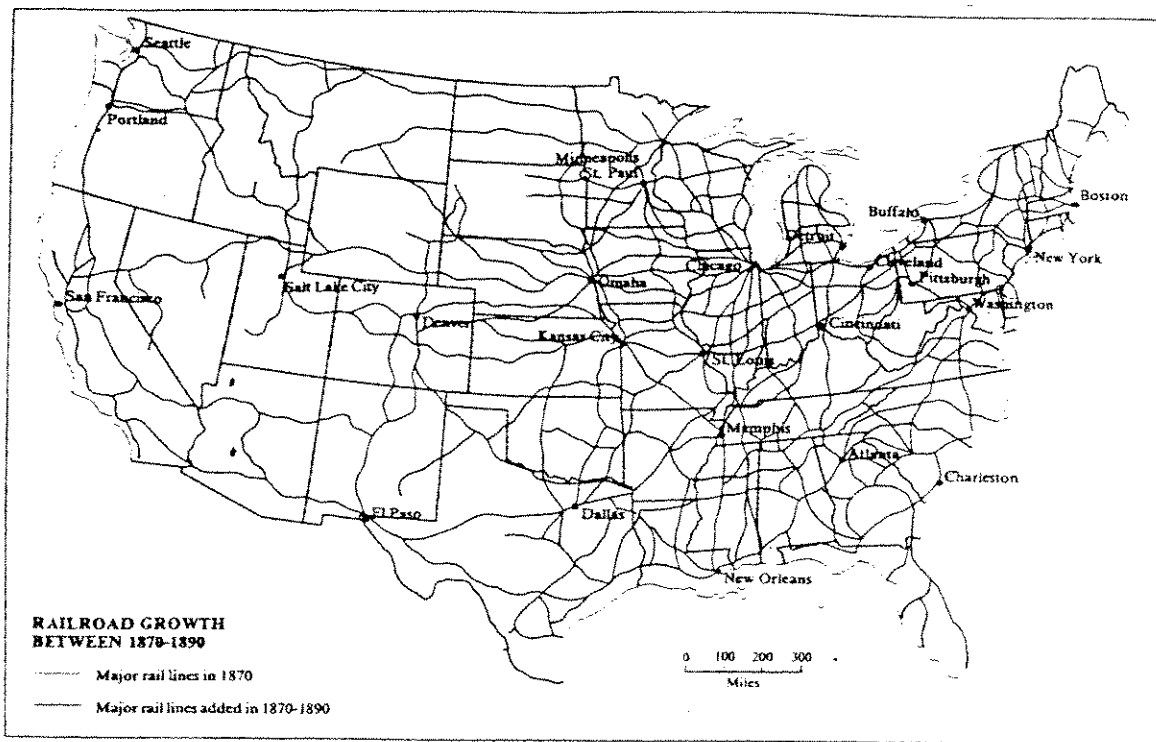 Seattle
Portland
Minneapolis
St. Paul
Boston
Buffalo
Detroit
New York
Chicago
Cleveland
Pittsburgh
Salt Lake City
Omaha
San Francisco
Washington
Denver
Cincinnati
Kansas City
St. Louis
Memphis
Atlanta
Charleston
El Paso
Dallas
New Orleans
RAILROAD GROWTH
BETWEEN 1870-1890
Major rail lines in 1870
Major rail lines added in 1870-1890
0 100 200 300
Miles